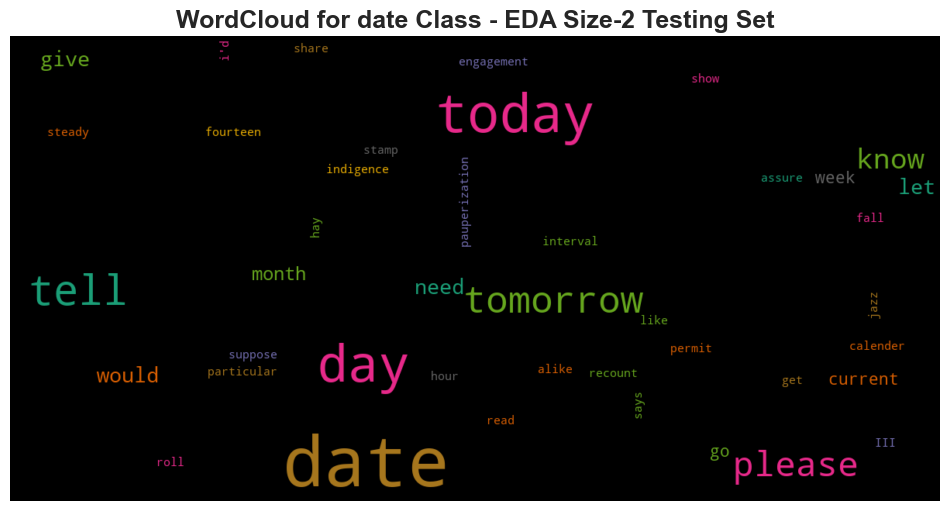 WordCloud for date Class - EDA Size-2 Testing Set
give
i'd
share
engagement
show
today
steady
fourteen
stamp
indigence
pauperization
know
assure
week
let
fall
hay
interval
month
tell
need
tomorrow
jazz
like
suppose
day
permit
calender
would
particular
hour
alike
recount
get
current
says
read
date
roll
go
please
III